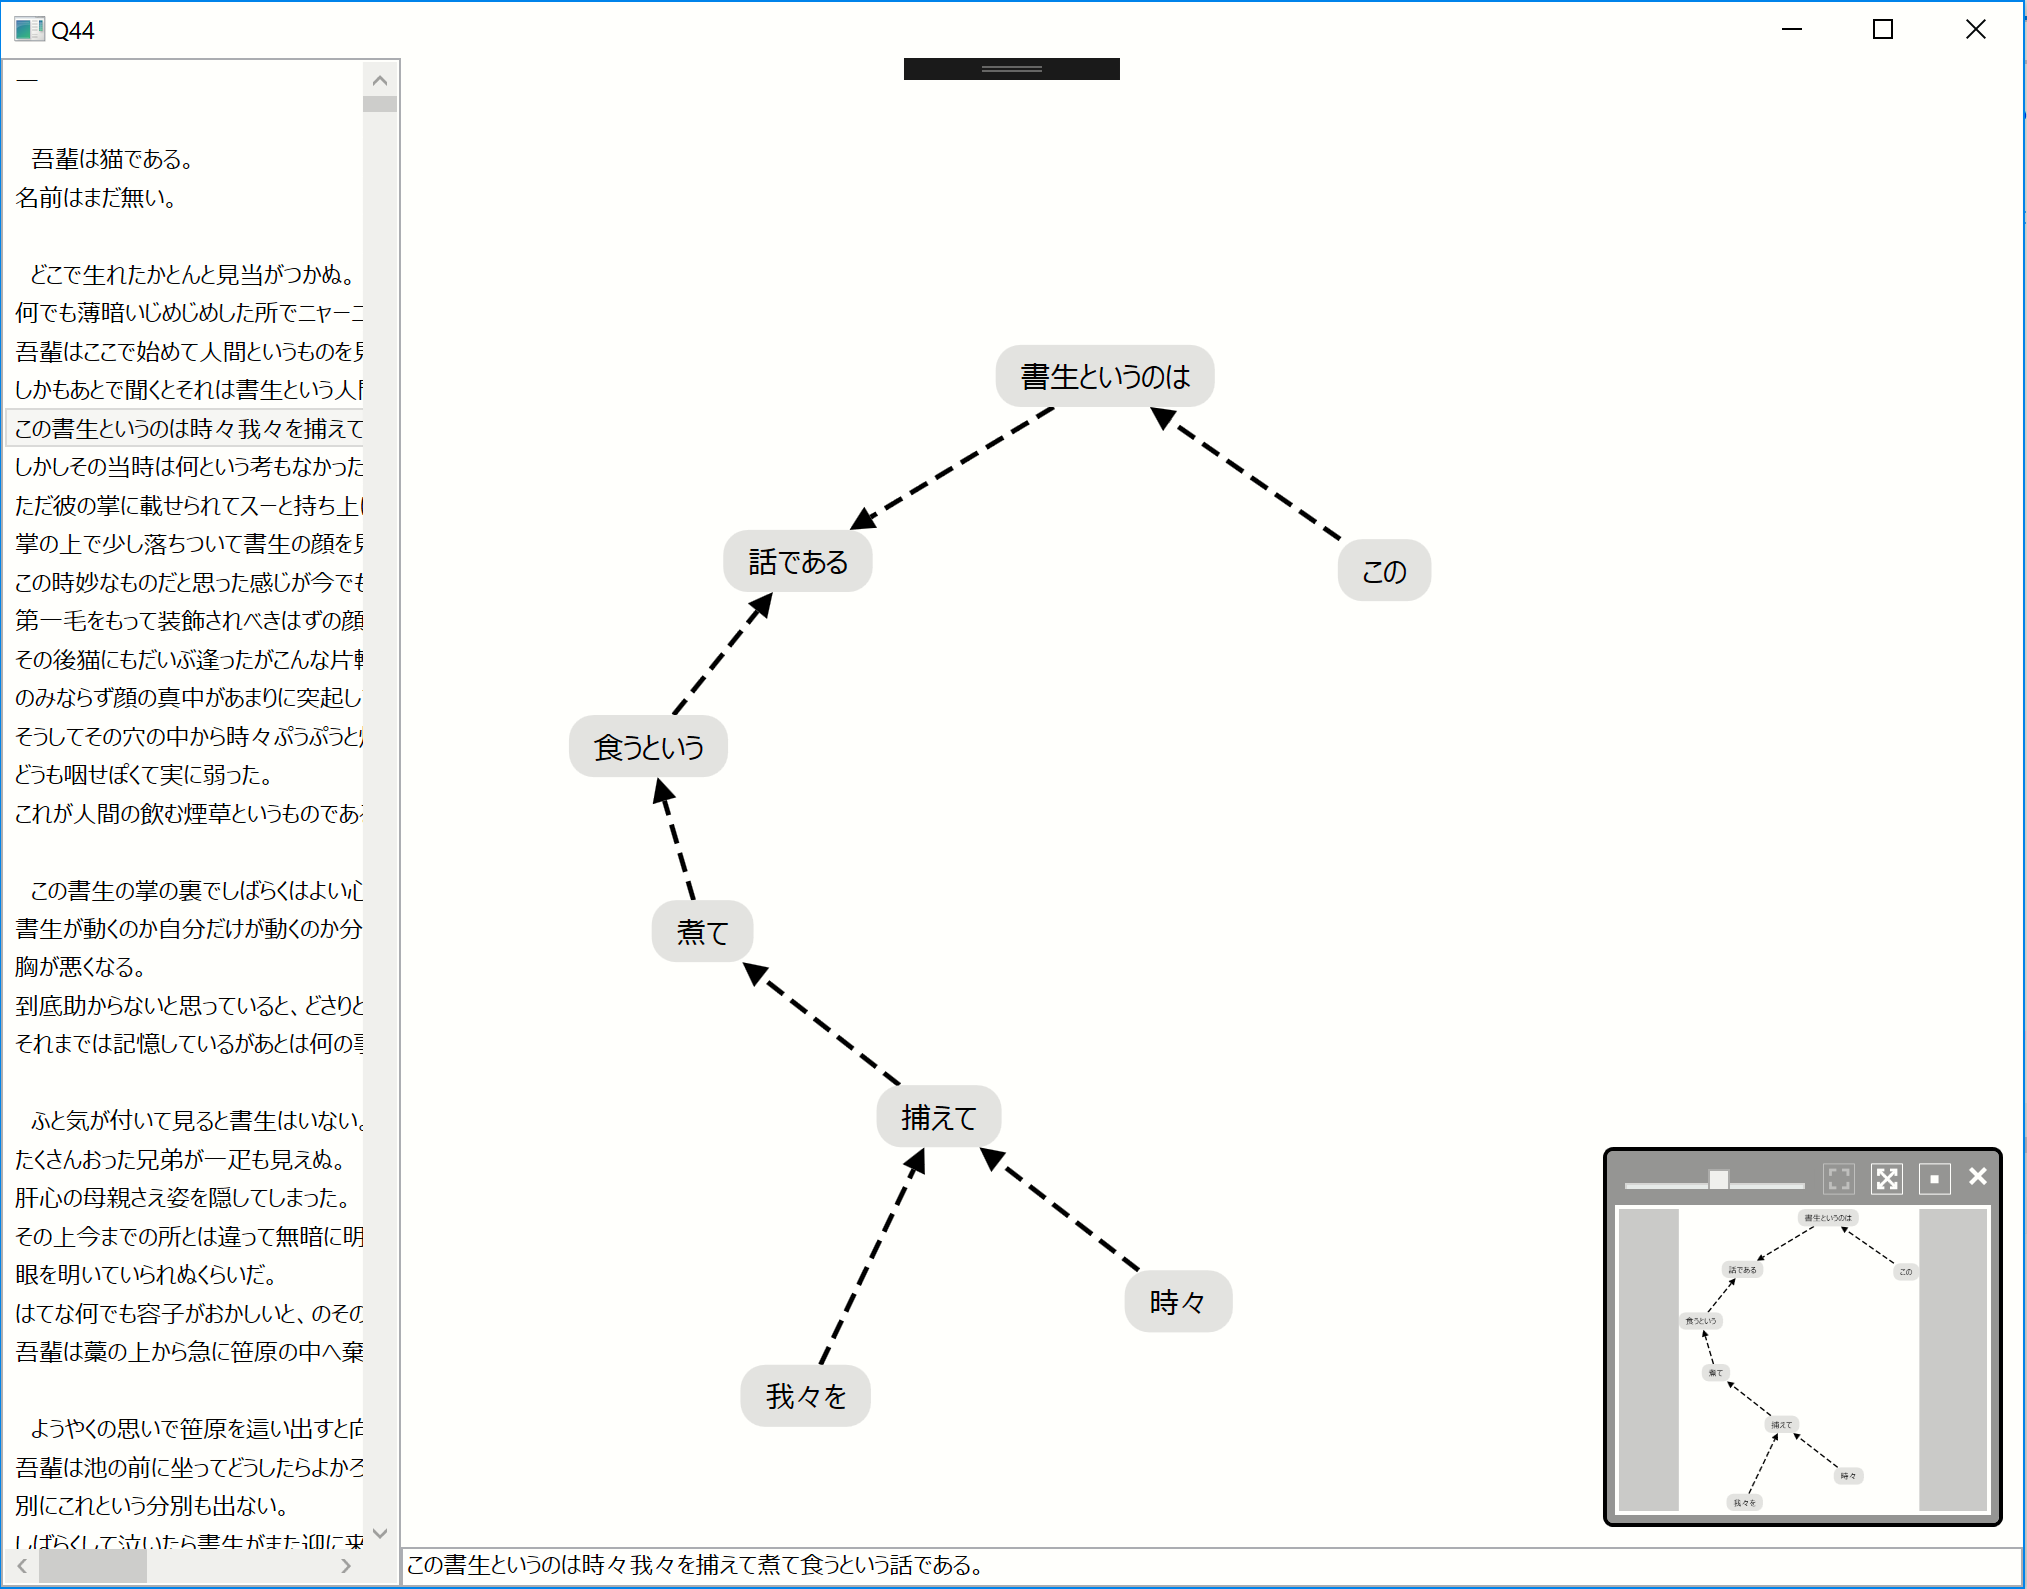 Q44
一
吾輩は猫である。
名前はまだ無い。
どこで生れたかとんと見当がつかぬ。
何でも薄暗いじめじめした所でニャーニ
吾輩はここで始めて人間というものを見
しかもあとで聞くとそれは書生という人間
この書生というのは時々我々を捕えて
しかしその当時は何という考もなかった
ただ彼の掌に載せられてスーと持ち上げ
掌の上で少し落ちついて書生の顔を見
この時妙なものだと思った感じが今でも
第一毛をもって装飾されべきはずの顔
その後猫にもだいぶ逢ったがこんな片輪
のみならず顔の真中があまりに突起し
そうしてその穴の中から時々ぷうぷうと煙
どうも咽せぽくて実に弱った。
これが人間の飲む煙草というものである
この書生の掌の裏でしばらくはよい心
書生が動くのか自分だけが動くのか分
胸が悪くなる。
到底助からないと思っていると、どさりと
それまでは記憶しているがあとは何の事
ふと気が付いて見ると書生はいない。
たくさんおった兄弟が一疋も見えぬ。
肝心の母親さえ姿を隠してしまった。
その上今までの所とは違って無暗に明
眼を明いていられぬくらいだ。
はてな何でも容子がおかしいと、のその
吾輩は藁の上から急に笹原の中へ棄
ようやくの思いで笹原を這い出すと向
吾輩は池の前に坐ってどうしたらよかろ
別にこれという分別も出ない。
しばらくして泣いたら書生がまた迎に来
書生というのは
話である
この
食うという
煮て
捕えて
時々
我々を
書生というのは
話である
この
食うという
煮て
捕えて
時々
我々を
この書生というのは時々我々を捕えて煮て食うという話である。